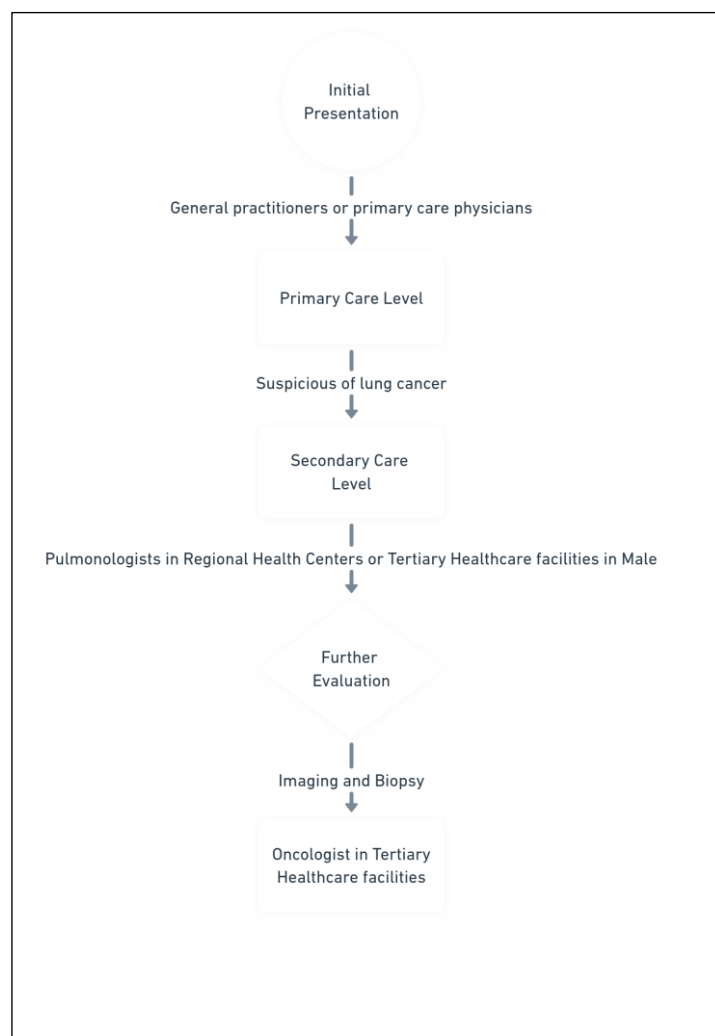 Initial
Presentation
General practitioners or primary care physicians
Primary Care Level
Suspicious of lung cancer
Secondary Care
Level
Pulmonologists in Regional Health Centers or Tertiary Healthcare facilities in Male
Further
Evaluation
Imaging and Biopsy
Oncologist in Tertiary
Healthcare facilities